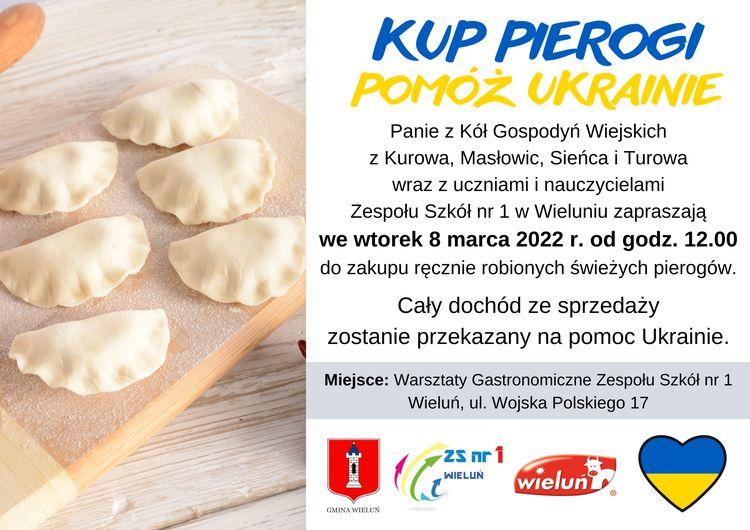 KUP PIEROGI
POMÓŻ UKRAINIE
Panie z Kół Gospodyń Wiejskich
z Kurowa, Masłowic, Sieńca i Turowa
wraz z uczniami i nauczycielami
Zespołu Szkół nr 1 w Wieluniu zapraszają
we wtorek 8 marca 2022 r. od godz. 12.00
do zakupu ręcznie robionych świeżych pierogów.
Cały dochód ze sprzedaży
zostanie przekazany na pomoc Ukrainie.
Miejsce: Warsztaty Gastronomiczne Zespołu Szkół nr 1
Wieluń, ul. Wojska Polskiego 17
GMINA WIELUŃ
ZS nr 1
WIELUŃ
wieluń ®